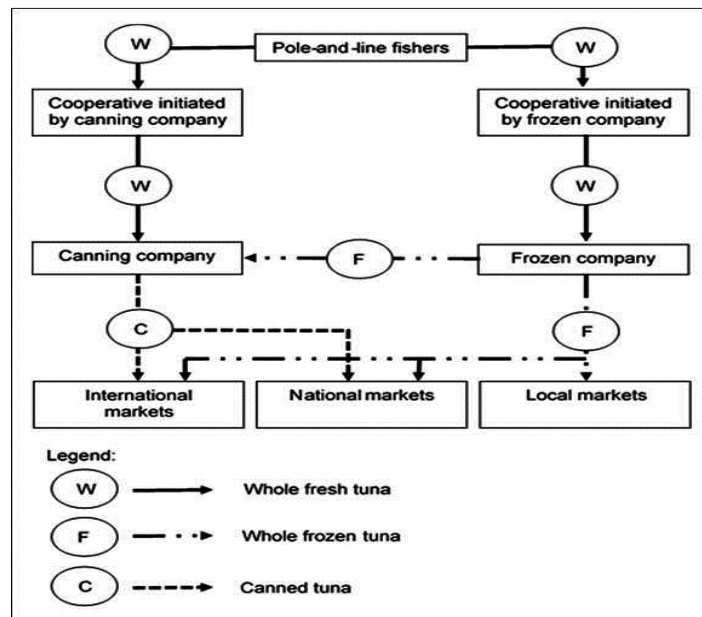 W
Pole-and-line fishers
W
Cooperative initiated
by canning company
Cooperative initiated
by frozen company
W
W
Canning company
F
Frozen company
C
F
International
markets
National markets
Local markets
Legend:
W
Whole fresh tuna
F
Whole frozen tuna
C
Canned tuna